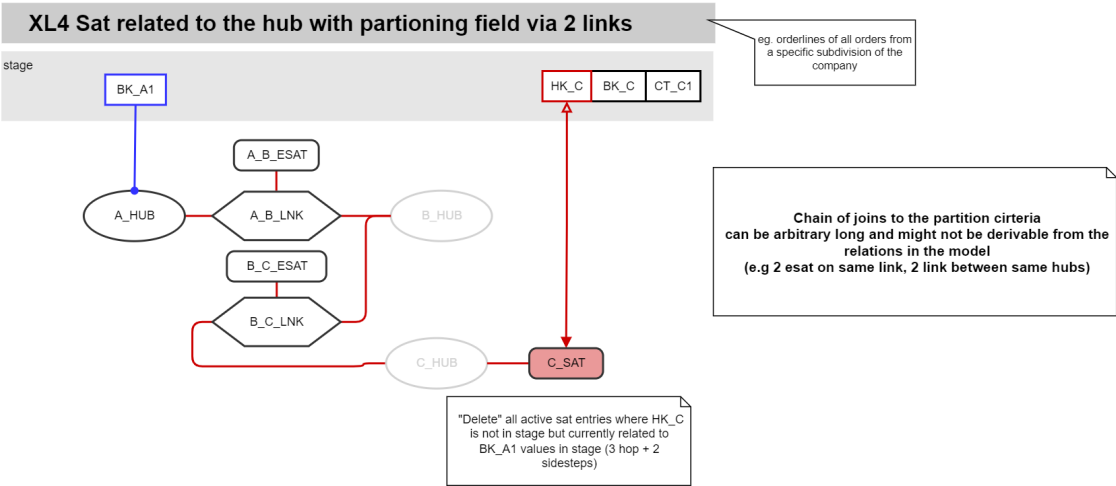 XL4 Sat related to the hub with partioning field via 2 links
eg. orderlines of all orders from
a specific subdivision of the
company
stage
BK_A1
HK_C
BK_C
CT_C1
A_B_ESAT
A_HUB
A_B_LNK
B_HUB
B_C_ESAT
B_C_LNK
C_HUB
C_SAT
Chain of joins to the partition cirteria
can be arbitrary long and might not be derivable from the
relations in the model
(e.g 2 esat on same link, 2 link between same hubs)
"Delete" all active sat entries where HK_C
is not in stage but currently related to
BK_A1 values in stage (3 hop + 2
sidesteps)